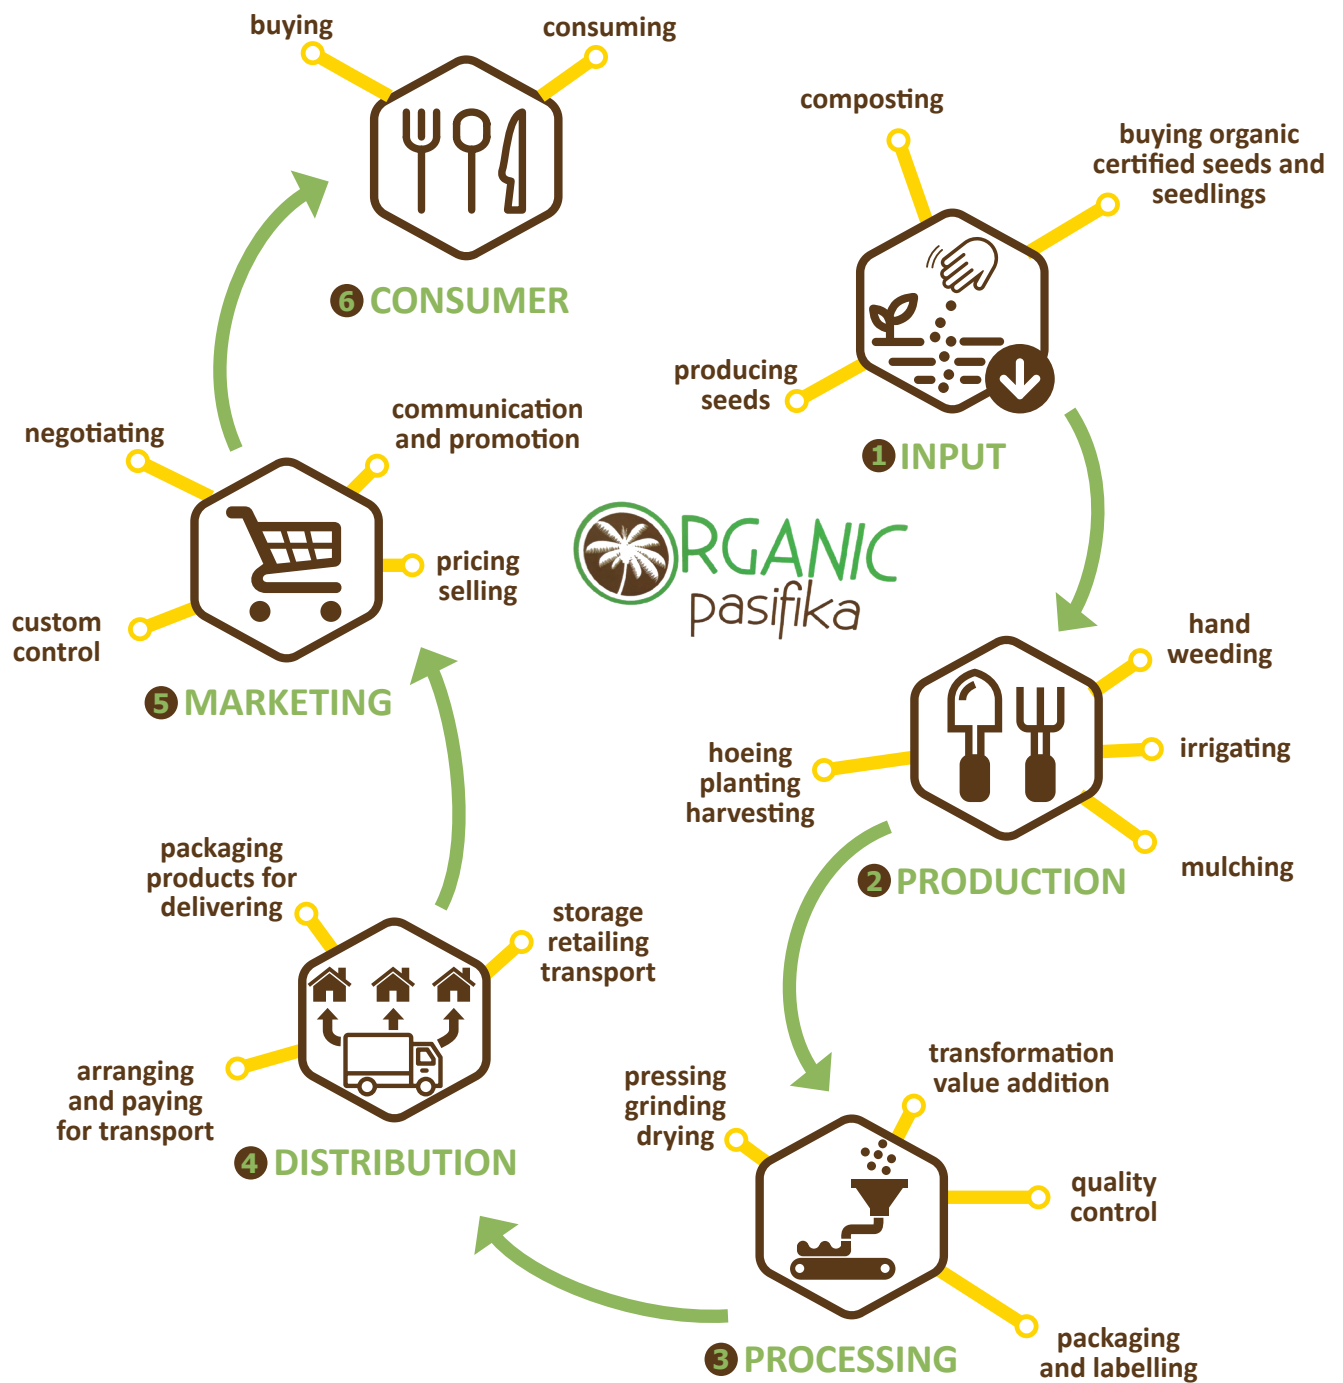 buying
consuming
6 CONSUMER
composting
buying organic
certified seeds and
seedlings
producing
seeds
1 INPUT
ORGANIC
pasifika
hand
weeding
irrigating
mulching
hoeing
planting
harvesting
2 PRODUCTION
pressing
grinding
drying
transformation
value addition
quality
control
packaging
and labelling
3 PROCESSING
packaging
products for
delivering
storage
retailing
transport
arranging
and paying
for transport
4 DISTRIBUTION
negotiating
communication
and promotion
pricing
selling
custom
control
5 MARKETING